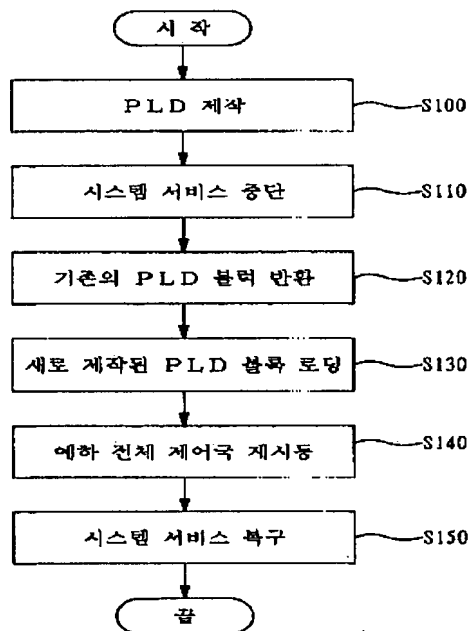 시 작
PLD 제작
S100
시스템 서비스 중단
S110
기존의 PLD 블럭 반환
S120
새로 제작된 PLD 블록 로딩
S130
예하 전체 제어국 재시동
S140
시스템 서비스 복구
S150
끝